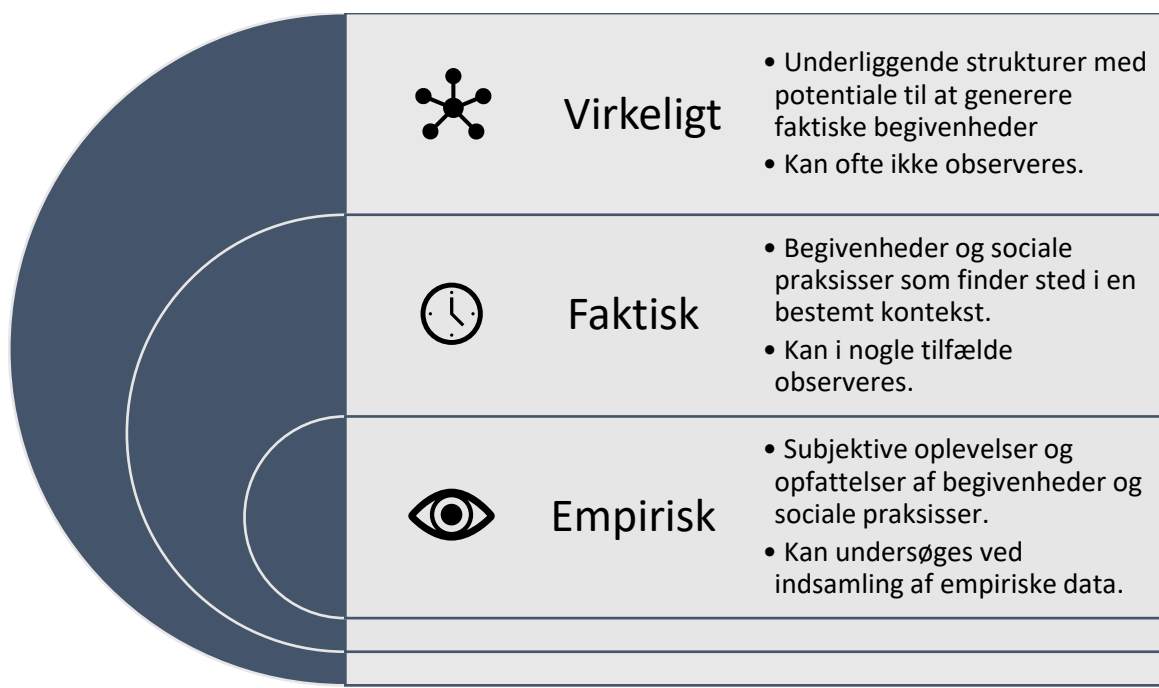 Virkeligt
• Underliggende strukturer med
potentiale til at generere
faktiske begivenheder
• Kan ofte ikke observeres.
Faktisk
• Begivenheder og sociale
praksisser som finder sted i en
bestemt kontekst.
• Kan i nogle tilfælde
observeres.
Empirisk
• Subjektive oplevelser og
opfattelser af begivenheder og
sociale praksisser.
• Kan undersøges ved
indsamling af empiriske data.